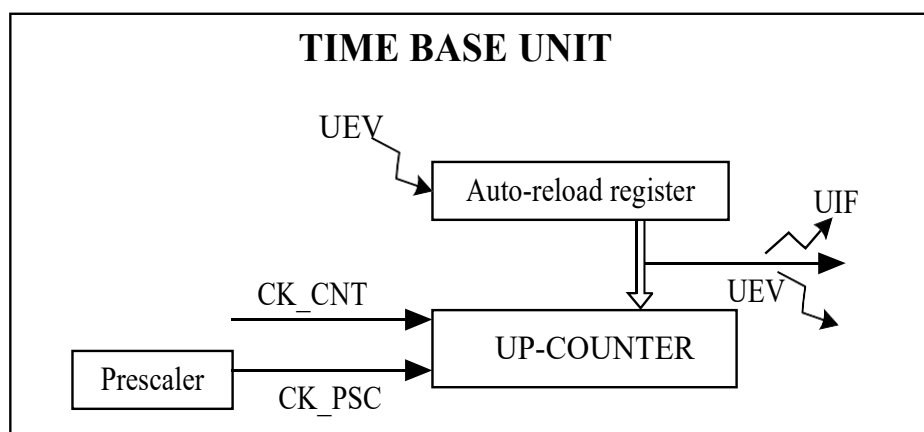 TIME BASE UNIT
UEV
Auto-reload register
UIF
UEV
CK_CNT
UP-COUNTER
Prescaler
CK_PSC